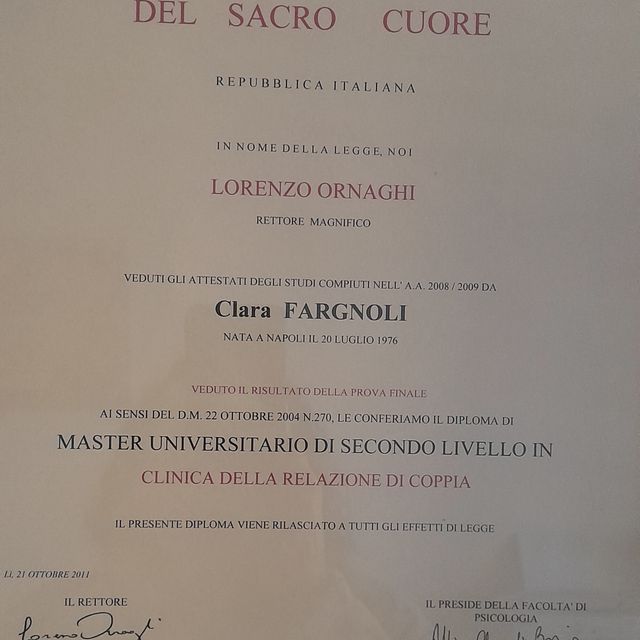 DEL SACRO CUORE
REPUBBLICA ITALIANA
IN NOME DELLA LEGGE, NOI
LORENZO ORNAGHI
RETTORE MAGNIFICO
VEDUTI GLI ATTESTATI DEGLI STUDI COMPIUTI NELL' A.A. 2008 / 2009 DA
Clara FARGNOLI
NATA A NAPOLI IL 20 LUGLIO 1976
VEDUTO IL RISULTATO DELLA PROVA FINALE
AI SENSI DEL D.M. 22 OTTOBRE 2004 N.270, LE CONFERIAMO IL DIPLOMA DI
MASTER UNIVERSITARIO DI SECONDO LIVELLO IN
CLINICA DELLA RELAZIONE DI COPPIA
IL PRESENTE DIPLOMA VIENE RILASCIATO A TUTTI GLI EFFETTI DI LEGGE
Lì, 21 OTTOBRE 2011
IL RETTORE
IL PRESIDE DELLA FACOLTA' DI
PSICOLOGIA